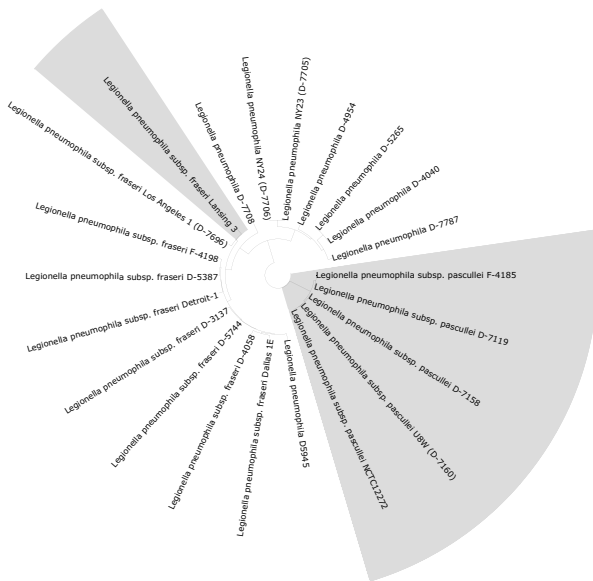 Legionella pneumophila NY23 (D-7705)
Legionella pneumophila D-4954
Legionella pneumophila D-5265
Legionella pneumophila D-4040
Legionella pneumophila D-7787
Legionella pneumophila subsp. pascullei F-4185
Legionella pneumophila subsp. pascullei D-7119
Legionella pneumophila subsp. pascullei D-7158
Legionella pneumophila subsp. pascullei U8W (D-7160)
Legionella pneumophila subsp. pascullei NCTC12272
Legionella pneumophila D5945
Legionella pneumophila subsp. fraseri Dallas 1E
Legionella pneumophila subsp. fraseri D-4058
Legionella pneumophila subsp. fraseri D-5744
Legionella pneumophila subsp. fraseri D-3137
Legionella pneumophila subsp. fraseri Detroit-1
Legionella pneumophila subsp. fraseri D-5387
Legionella pneumophila subsp. fraseri F-4198
Legionella pneumophila subsp. fraseri Los Angeles 1 (D-7696)
Legionella pneumophila subsp. fraseri Lansing 3
Legionella pneumophila D-7708
Legionella pneumophila NY24 (D-7706)